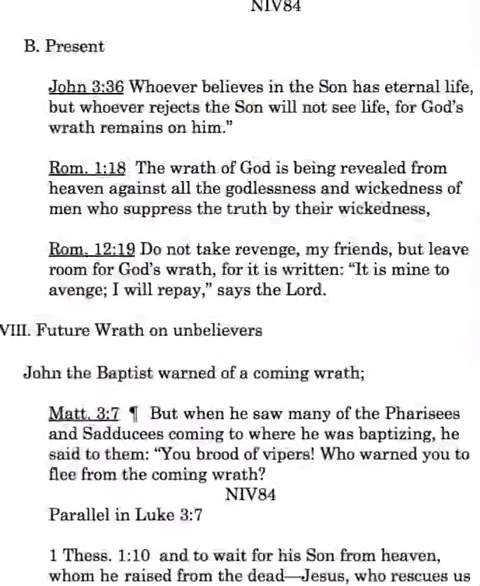 NIV84
B. Present
John 3:36 Whoever believes in the Son has eternal life,
but whoever rejects the Son will not see life, for God's
wrath remains on him.”
Rom. 1:18 The wrath of God is being revealed from
heaven against all the godlessness and wickedness of
men who suppress the truth by their wickedness,
Rom. 12:19 Do not take revenge, my friends, but leave
room for God's wrath, for it is written: “It is mine to
avenge; I will repay,” says the Lord.
VIII. Future Wrath on unbelievers
John the Baptist warned of a coming wrath;
Matt. 3:7 ¶ But when he saw many of the Pharisees
and Sadducees coming to where he was baptizing, he
said to them: “You brood of vipers! Who warned you to
flee from the coming wrath?
NIV84
Parallel in Luke 3:7
1 Thess. 1:10 and to wait for his Son from heaven,
whom he raised from the dead—Jesus, who rescues us